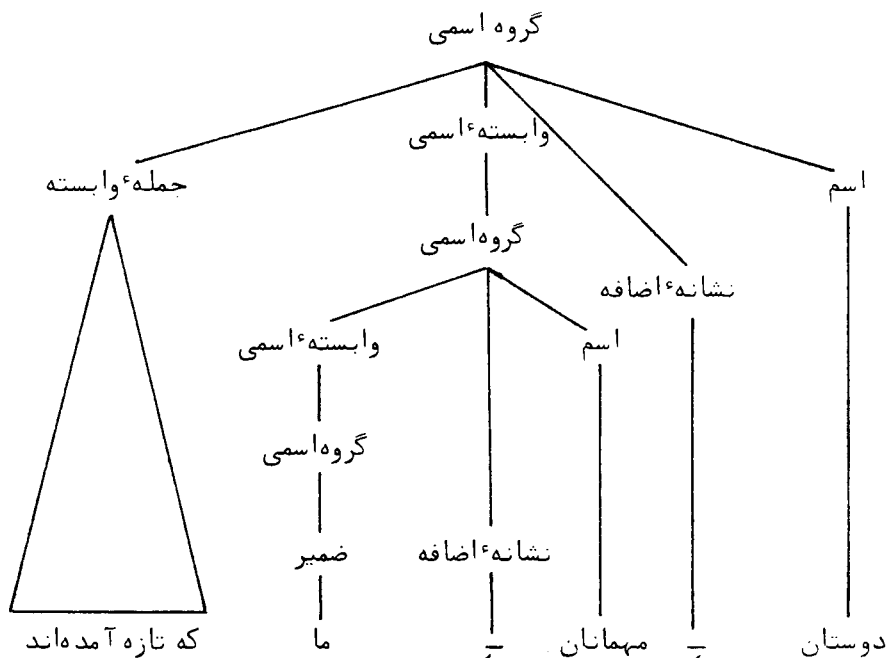 گروه اسمی
وابستهٔ اسمی
اسم
جملهٔ وابسته
گروه اسمی
نشانهٔ اضافه
اسم
وابستهٔ اسمی
گروه اسمی
نشانهٔ اضافه
ضمیر
دوستان ـِ مهمانان ـِ ما که تازه آمده‌اند